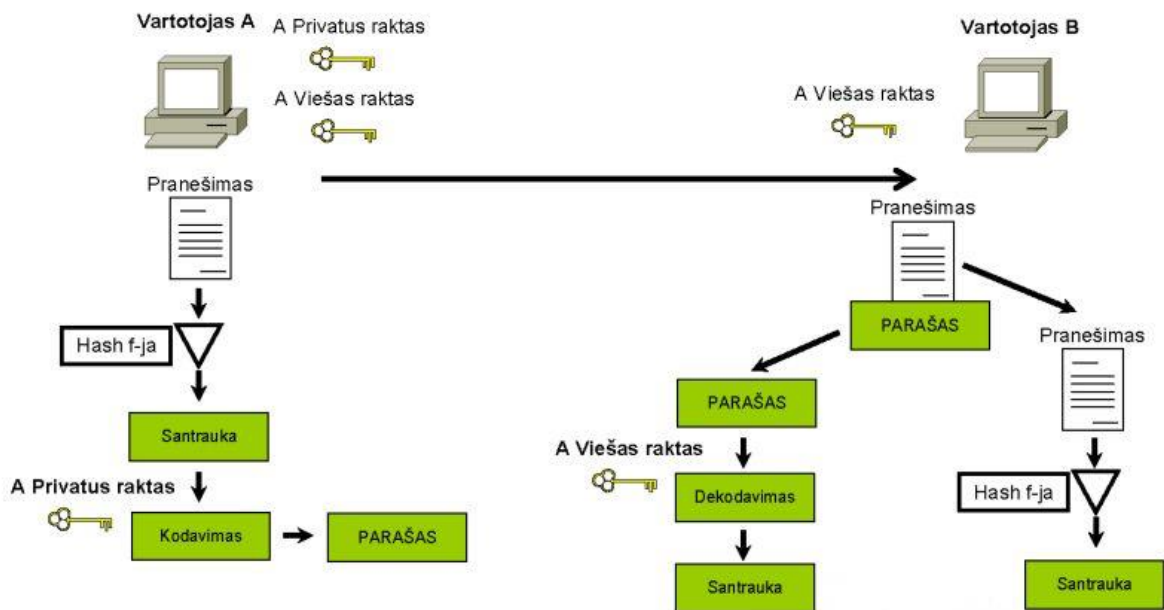 Vartotojas A
A Privatus raktas
A Viešas raktas
Vartotojas B
A Viešas raktas
Pranešimas
Hash f-ja
Santrauka
A Privatus raktas
Kodavimas
PARAŠAS
Pranešimas
PARAŠAS
PARAŠAS
A Viešas raktas
Dekodavimas
Santrauka
Pranešimas
Hash f-ja
Santrauka